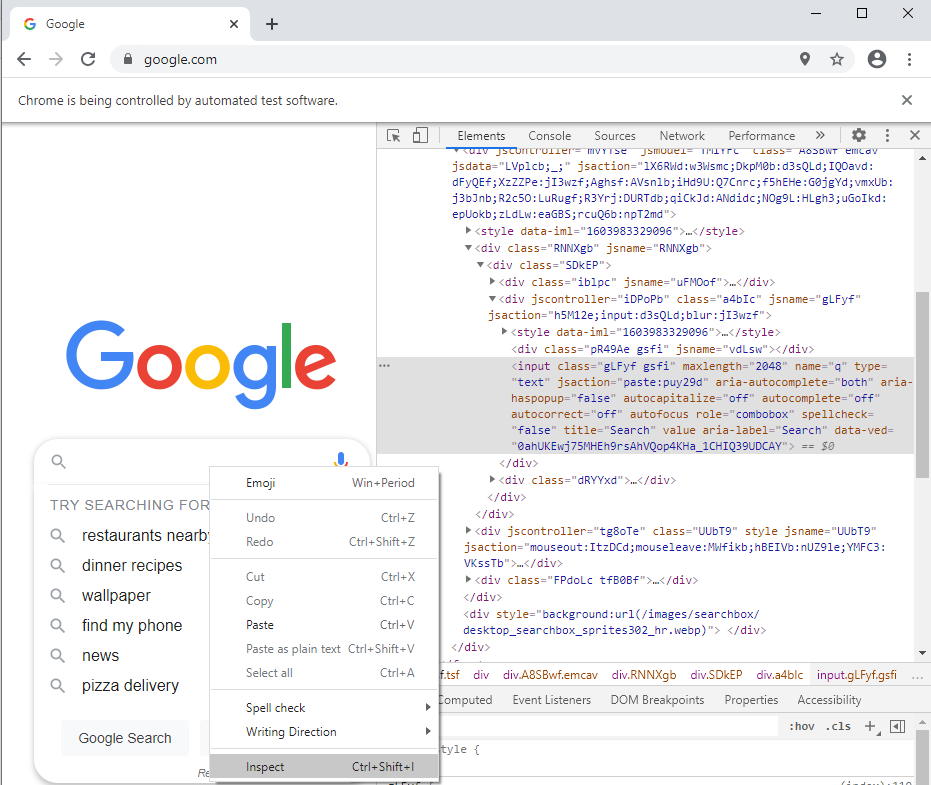 Google
google.com
Chrome is being controlled by automated test software.
Elements Console Sources Network Performance »
jsdata="LVplcb;_;" jsaction="lX6RWd:w3Wsmc;DkpM0b:d3sQLd;IQOavd:
dFyQEf;XzZZPe:jI3wzf;Aghsf:AVsnlb;iHd9U:Q7Cnrc;f5hEHe:G0jgYd;vmxUb:
j3bJnb;R2c5O:LuRugf;R3Yrj:DURTdb;qiCkJd:ANdidc;NOg9L:HLgh3;uGoIkd:
epUokb;zLdLw:eaGBS;rcuQ6b:npT2md">
<style data-iml="1603983329096">…</style>
<div class="RNNXgb" jsname="RNNXgb">
<div class="SDkEP">
<div class="iblpc" jsname="uFMOof">…</div>
<div jscontroller="iDPoPb" class="a4bIc" jsname="gLFyf"
jsaction="h5M12e;input:d3sQLd;blur:jI3wzf">
<style data-iml="1603983329096">…</style>
<div class="pR49Ae gsfi" jsname="vdLsw"></div>
… <input class="gLFyf gsfi" maxlength="2048" name="q" type=
"text" jsaction="paste:puy29d" aria-autocomplete="both" aria-
haspopup="false" autocapitalize="off" autocomplete="off"
autocorrect="off" autofocus role="combobox" spellcheck=
"false" title="Search" value aria-label="Search" data-ved=
"0ahUKEwj75MHEh9rsAhVQop4KHa_1CHIQ39UDCAY"> == $0
</div>
<div class="dRYYxd">…</div>
</div>
</div>
<div jscontroller="tg8oTe" class="UUbT9" style jsname="UUbT9"
jsaction="mouseout:ItzDCd;mouseleave:MWfikb;hBEIVb:nUZ9le;YMFC3:
VKssTb">…</div>
<div class="FPdoLc tfB0Bf">…</div>
</div>
<div style="background:url(/images/searchbox/
desktop_searchbox_sprites302_hr.webp)"> </div>
</div>
f.tsf div div.A8SBwf.emcav div.RNNXgb div.SDkEP div.a4bIc input.gLFyf.gsfi …
Computed Event Listeners DOM Breakpoints Properties Accessibility
:hov .cls +
style {
Google
TRY SEARCHING FOR
restaurants nearby
dinner recipes
wallpaper
find my phone
news
pizza delivery
Google Search
Emoji Win+Period
Undo Ctrl+Z
Redo Ctrl+Shift+Z
Cut Ctrl+X
Copy Ctrl+C
Paste Ctrl+V
Paste as plain text Ctrl+Shift+V
Select all Ctrl+A
Spell check
Writing Direction
Inspect Ctrl+Shift+I